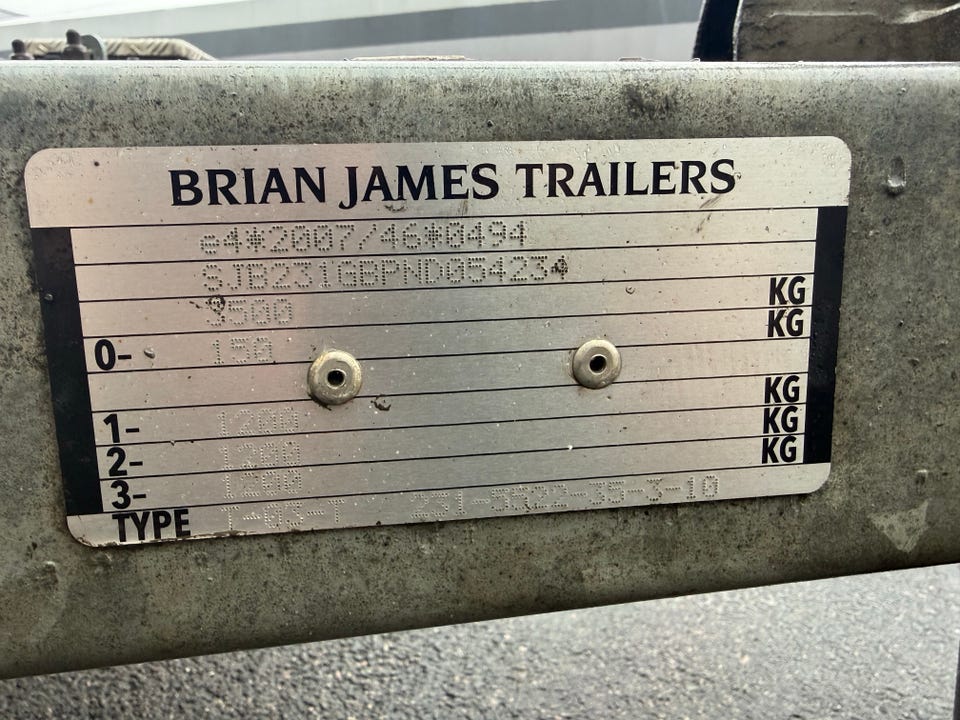 BRIAN JAMES TRAILERS
e4*2007/46*0494
SJB231GBPND054234
3500 KG
KG
0- 150
KG
1- 1200 KG
2- 1200 KG
3- 1200
TYPE T-03-T 231-5522-35-3-10